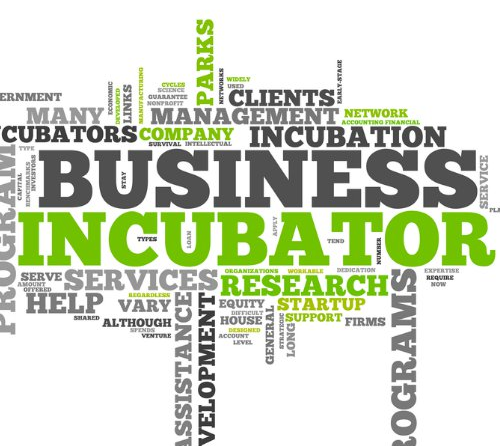 PARKS
NETWORKS
WIDELY
USED
EARLY-STAGE
ERNMENT
ECONOMIC
DEVELOPED
LINKS
MANUFACTURING
CYCLES
SCIENCE
GUARANTEE
NONPROFIT
CLIENTS
MANY
MANAGEMENT
NETWORK
ACCOUNTING FINANCIAL
CUBATORS
COMPANY
INCUBATION
SURVIVAL INTELLECTUAL
TYPE
CAPITAL
BENCHMARKS
INVESTORS
PROGRAM
STAY
BUSINESS
SERVICE
INCUBATOR
TYPES
LOAN
APPLY
TEND
NUMBER
SERVE
AMOUNT
OFFERED
SERVICES
ORGANIZATIONS
WORKABLE
DEDICATION
EXPERTISE
REQUIRE
NOW
RESEARCH
HELP
SHARED
REGARDLESS
VARY
EQUITY
STARTUP
DIFFICULT
HOUSE
ALTHOUGH
SPENDS
VENTURE
DESIGNED
ACCOUNT
LEVEL
GENERAL
STRATEGIC
LONG
SUPPORT
FIRMS
ASSISTANCE
VELOPMENT
OGRAMS